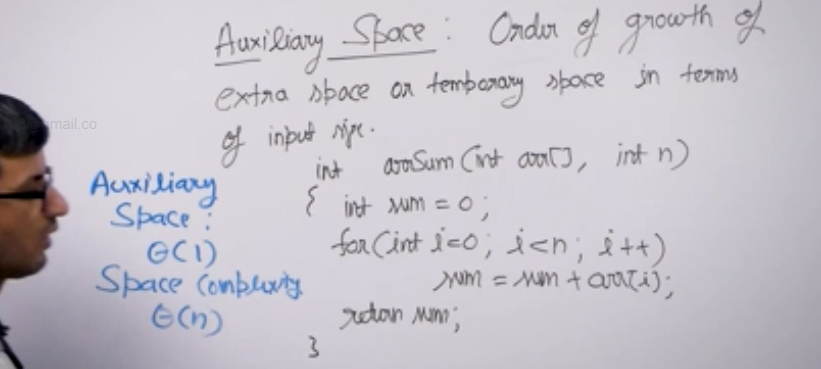 Auxiliary Space : Order of growth of
extra space or temporary space in terms
of input size.
int arrSum(int arr[], int n)
{ int sum = 0;
for(int i=0; i<n; i++)
sum = sum + arr[i];
return sum;
}
Auxiliary
Space :
Θ(1)
Space Complexity
Θ(n)
mail.co